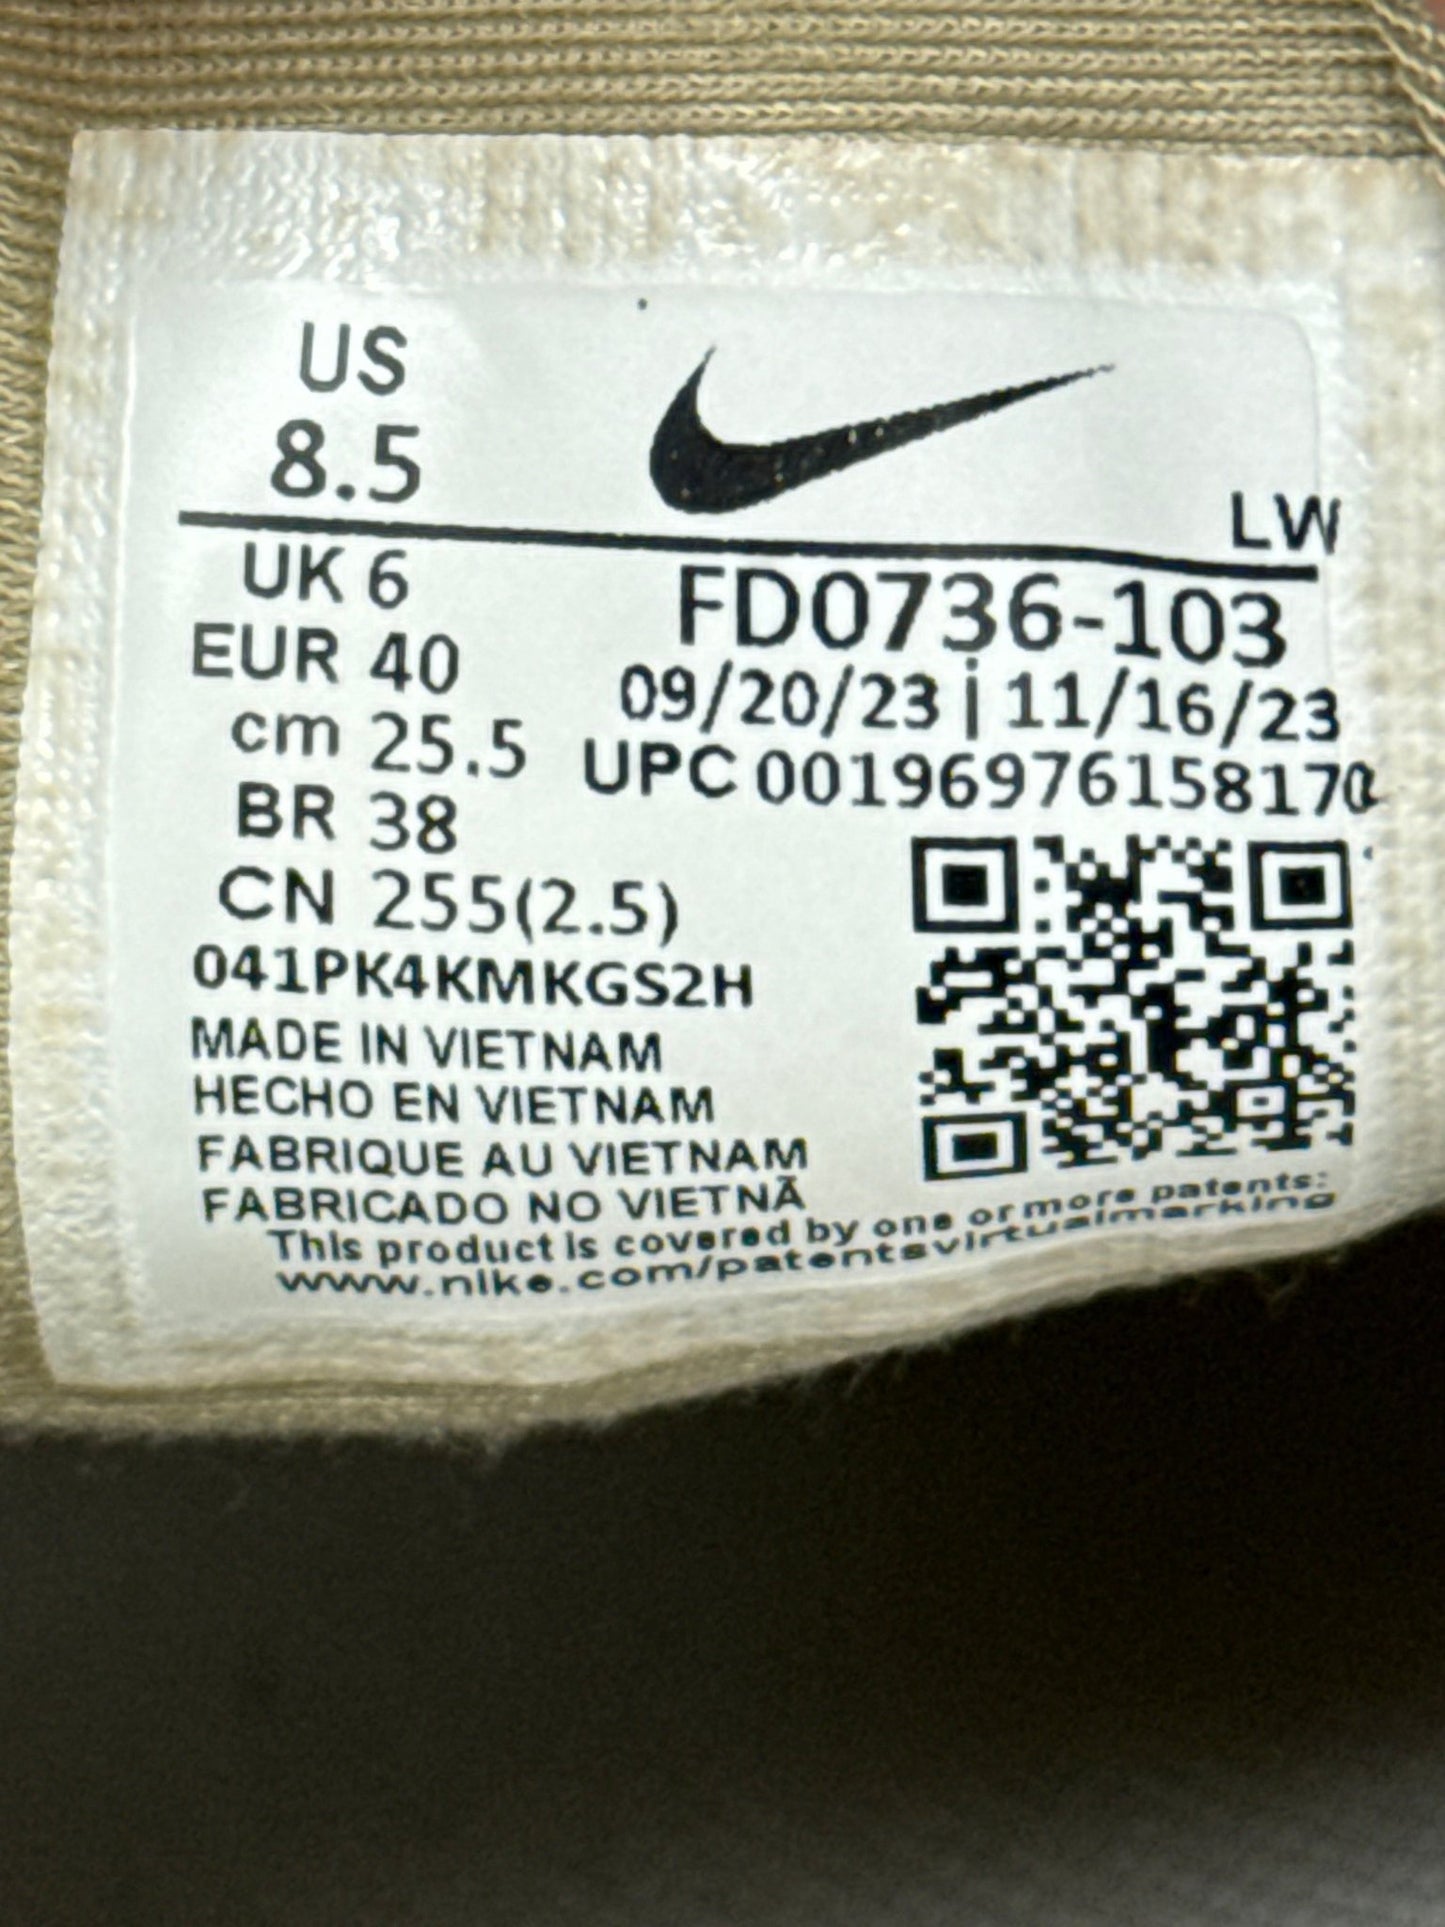 US
8.5
LW
UK 6
EUR 40
cm 25.5
BR 38
CN 255(2.5)
FD0736-103
09/20/23 | 11/16/23
UPC 00196976158170
041PK4KMKGS2H
MADE IN VIETNAM
HECHO EN VIETNAM
FABRIQUE AU VIETNAM
FABRICADO NO VIETNÃ
This product is covered by one or more patents:
www.nike.com/patentsvirtualmarking